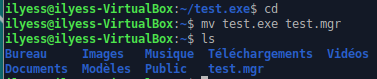 ilyess@ilyess-VirtualBox:~/test.exe$ cd
ilyess@ilyess-VirtualBox:~$ mv test.exe test.mgr
ilyess@ilyess-VirtualBox:~$ ls
Bureau Images Musique Téléchargements Vidéos
Documents Modèles Public test.mgr